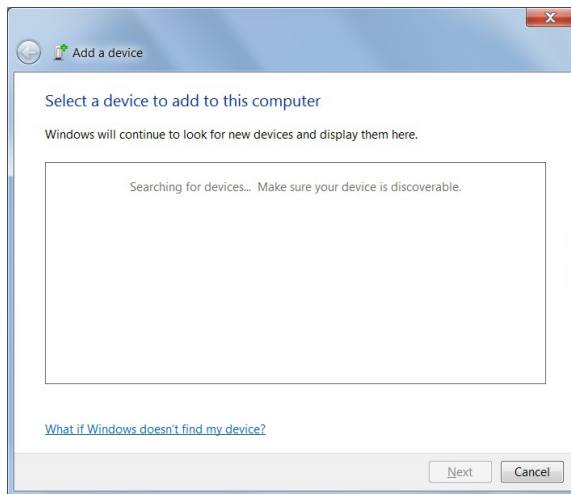 Add a device
Select a device to add to this computer
Windows will continue to look for new devices and display them here.
Searching for devices... Make sure your device is discoverable.
What if Windows doesn't find my device?
Next
Cancel